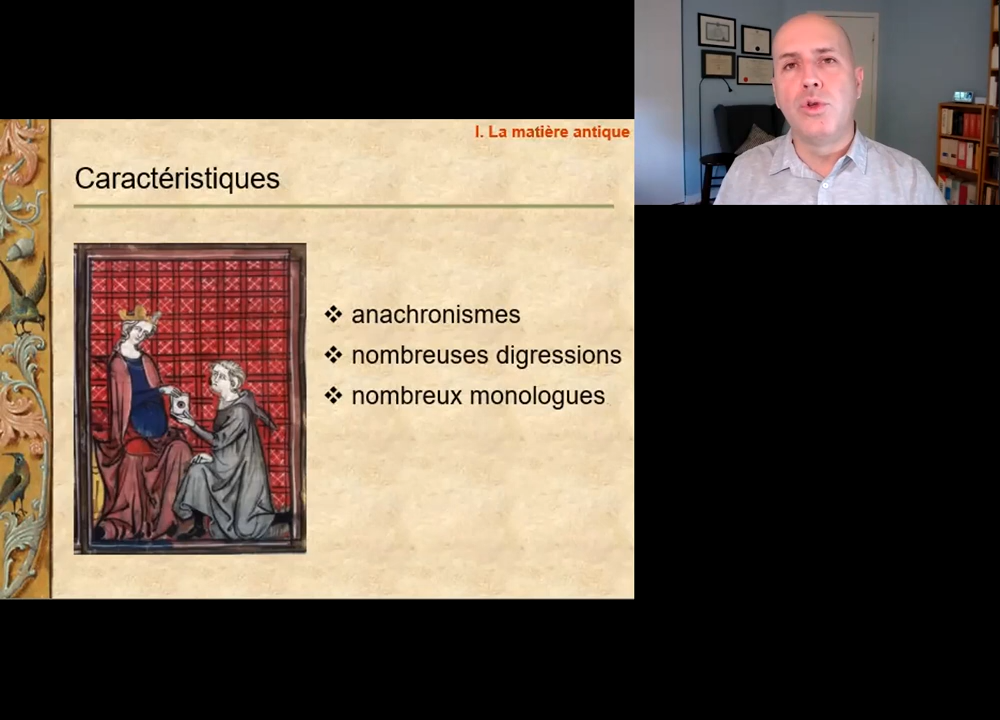 I. La matière antique
Caractéristiques
❖ anachronismes
❖ nombreuses digressions
❖ nombreux monologues